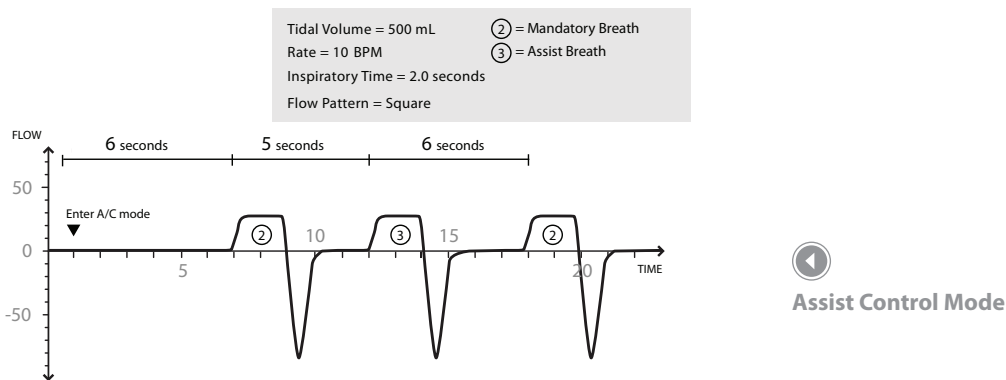 Tidal Volume = 500 mL
② = Mandatory Breath
Rate = 10 BPM
③ = Assist Breath
Inspiratory Time = 2.0 seconds
Flow Pattern = Square
FLOW
6 seconds
5 seconds
6 seconds
50
Enter A/C mode
②
10
③
15
②
0
5
20
TIME
-50
Assist Control Mode